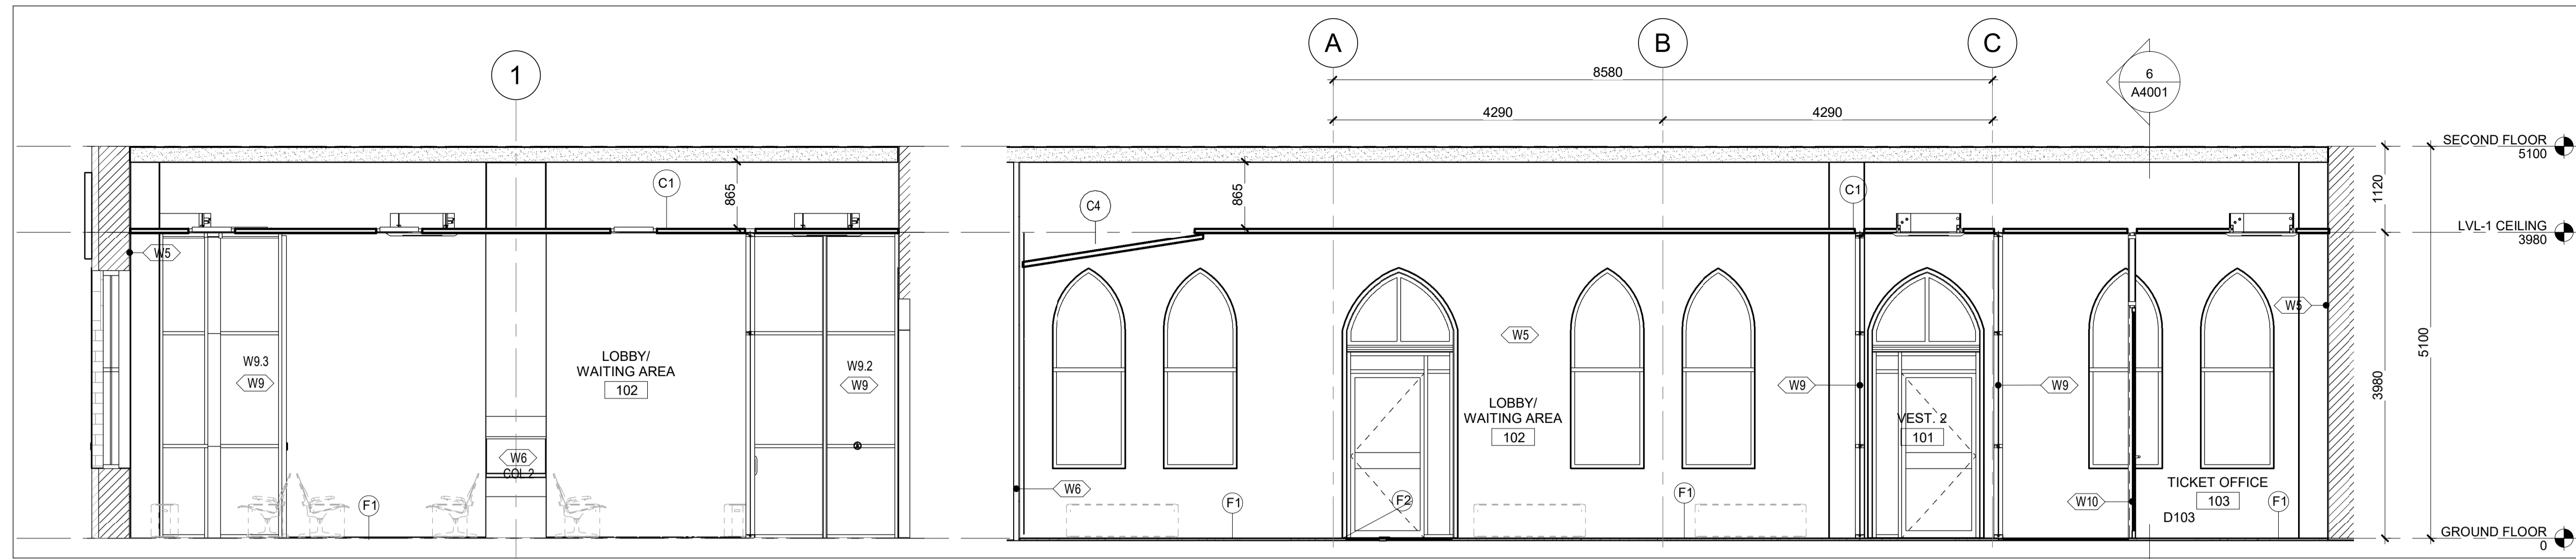 1
A
B
C
8580
4290
4290
6
A4001
SECOND FLOOR
5100
C1
865
865
C4
C1
1120
LVL-1 CEILING
3980
W5
W5
W5
5100
W9.3
W9
LOBBY/
WAITING AREA
102
W9.2
W9
W9
W9
3980
LOBBY/
WAITING AREA
102
VEST. 2
101
W6
COL 2
W6
F1
F1
F2
F1
W10
TICKET OFFICE
103
D103
F1
GROUND FLOOR
0